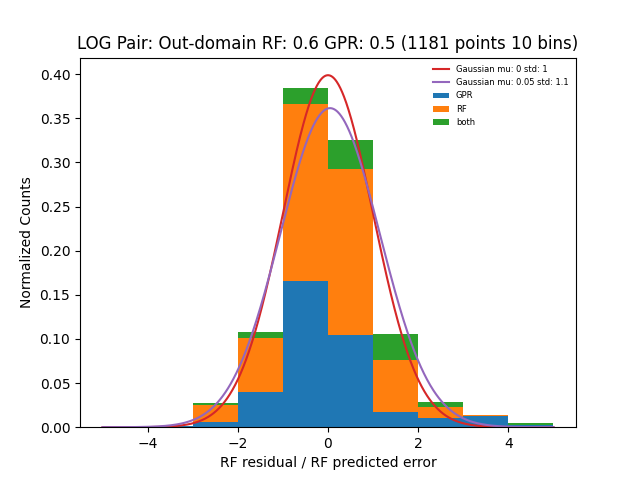 LOG Pair: Out-domain RF: 0.6 GPR: 0.5 (1181 points 10 bins)
Gaussian mu: 0 std: 1
Gaussian mu: 0.05 std: 1.1
GPR
RF
both
Normalized Counts
0.40
0.35
0.30
0.25
0.20
0.15
0.10
0.05
0.00
−4
−2
0
2
4
RF residual / RF predicted error